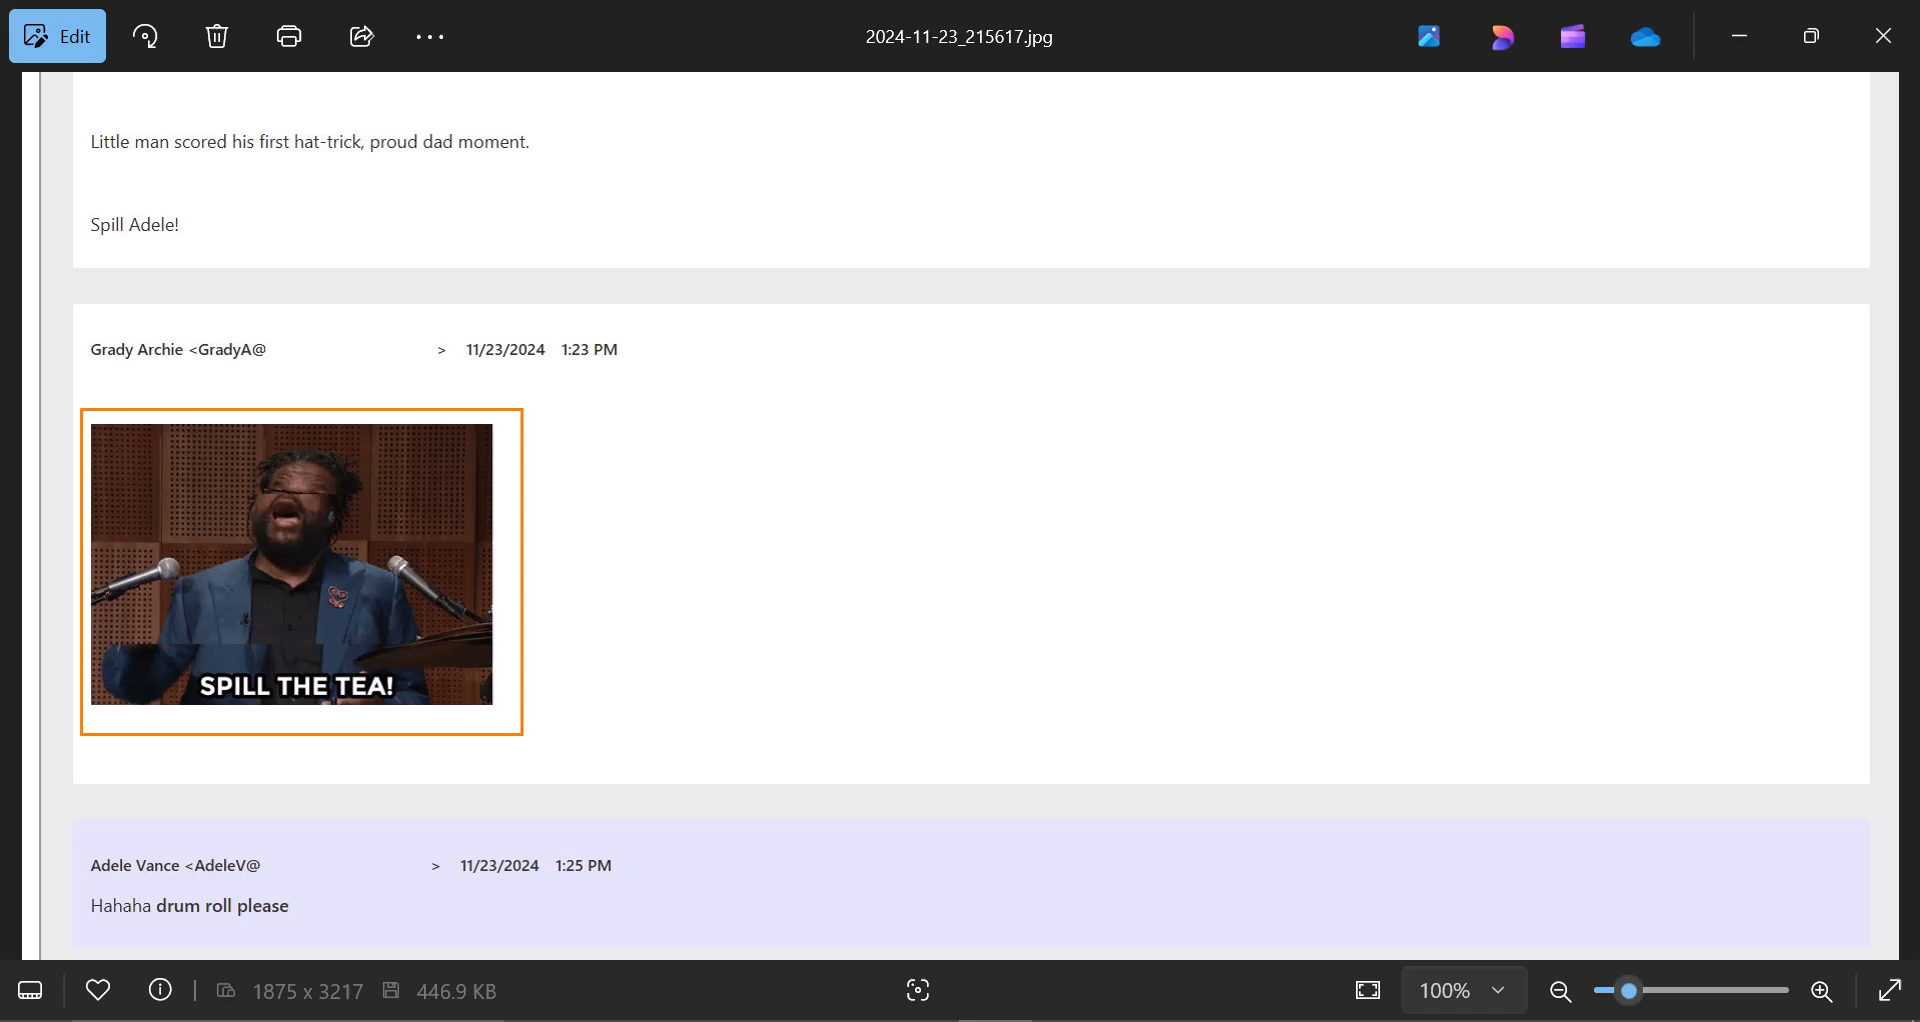 Edit
2024-11-23_215617.jpg
Little man scored his first hat-trick, proud dad moment.
Spill Adele!
Grady Archie <GradyA@ > 11/23/2024 1:23 PM
SPILL THE TEA!
Adele Vance <AdeleV@ > 11/23/2024 1:25 PM
Hahaha drum roll please
1875 x 3217 446.9 KB 100%